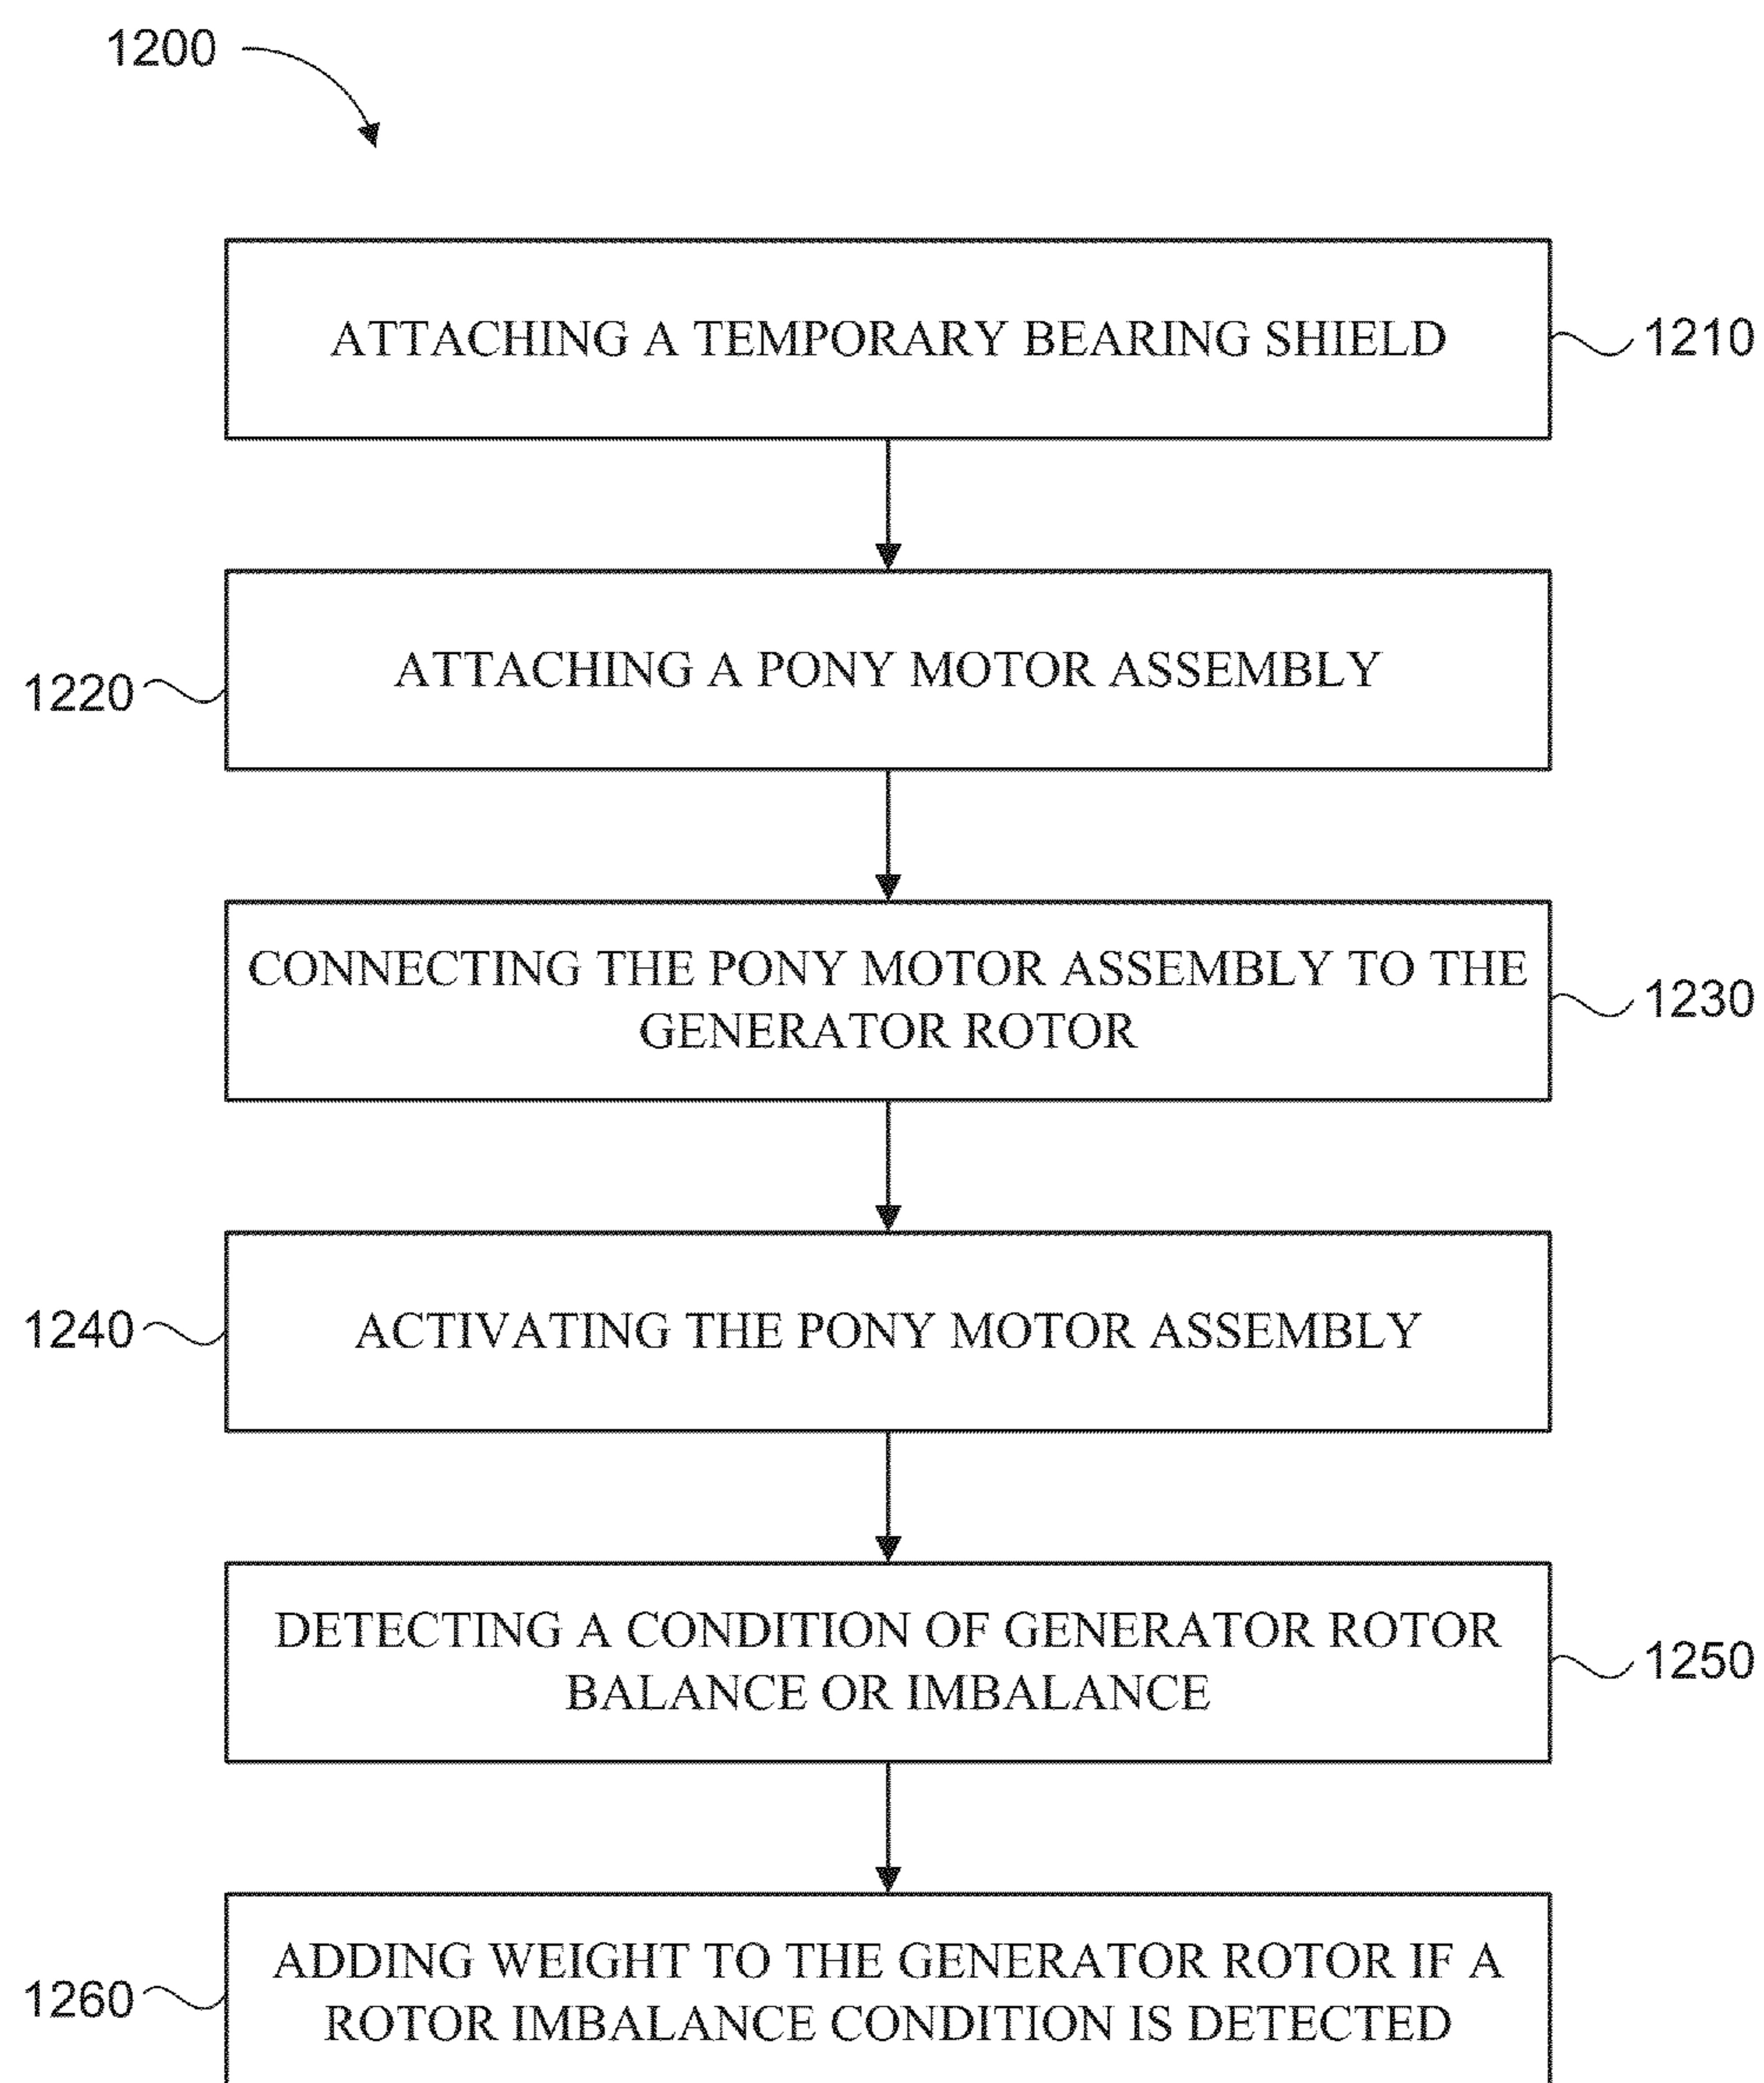 1200
ATTACHING A TEMPORARY BEARING SHIELD
1210
ATTACHING A PONY MOTOR ASSEMBLY
1220
CONNECTING THE PONY MOTOR ASSEMBLY TO THE
GENERATOR ROTOR
1230
ACTIVATING THE PONY MOTOR ASSEMBLY
1240
DETECTING A CONDITION OF GENERATOR ROTOR
BALANCE OR IMBALANCE
1250
ADDING WEIGHT TO THE GENERATOR ROTOR IF A
ROTOR IMBALANCE CONDITION IS DETECTED
1260